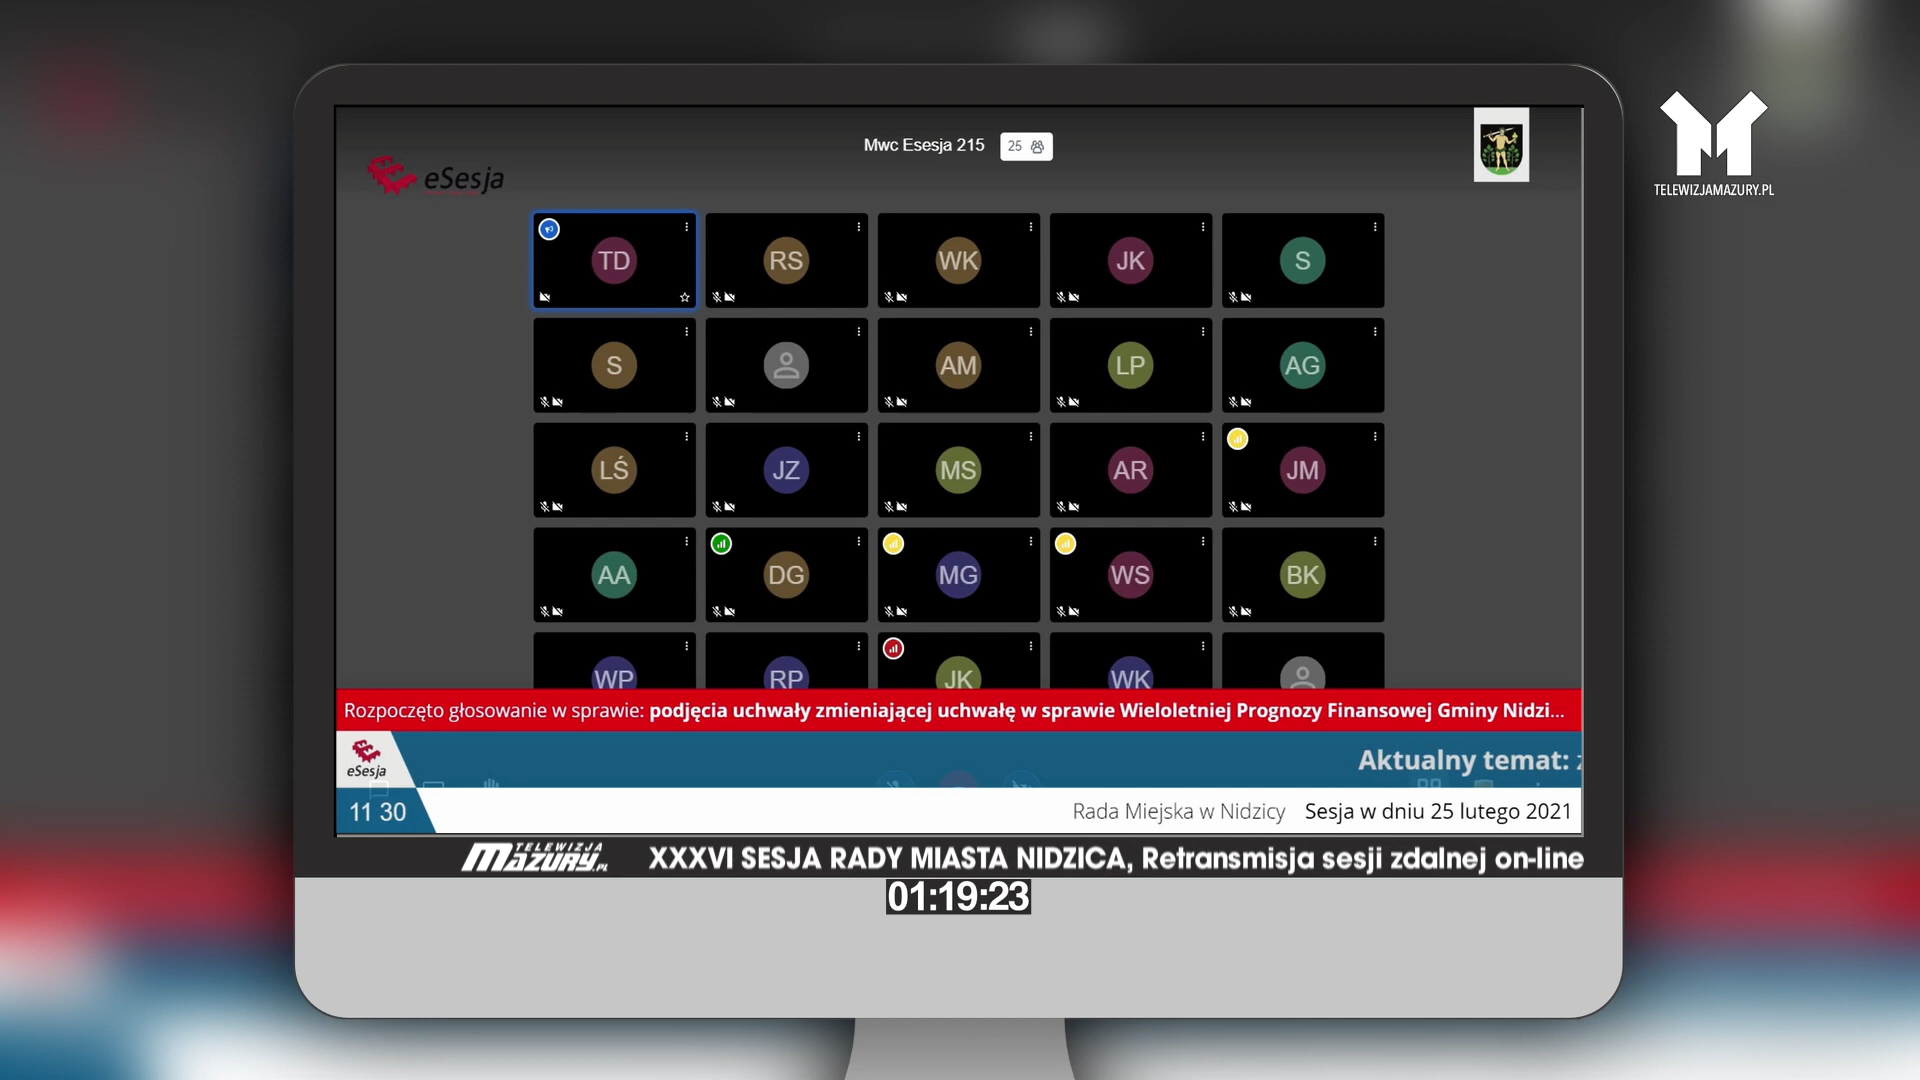 Mwc Esesja 215 25
eSesja
TELEWIZJAMAZURY.PL
TD RS WK JK S
S AM LP AG
LŚ JZ MS AR JM
AA DG MG WS BK
WP RP JK WK
Rozpoczęto głosowanie w sprawie: podjęcia uchwały zmieniającej uchwałę w sprawie Wieloletniej Prognozy Finansowej Gminy Nidzi...
eSesja
Aktualny temat:
11 30
Rada Miejska w Nidzicy Sesja w dniu 25 lutego 2021
TELEWIZJA
MAZURY.PL
XXXVI SESJA RADY MIASTA NIDZICA, Retransmisja sesji zdalnej on-line
01:19:23